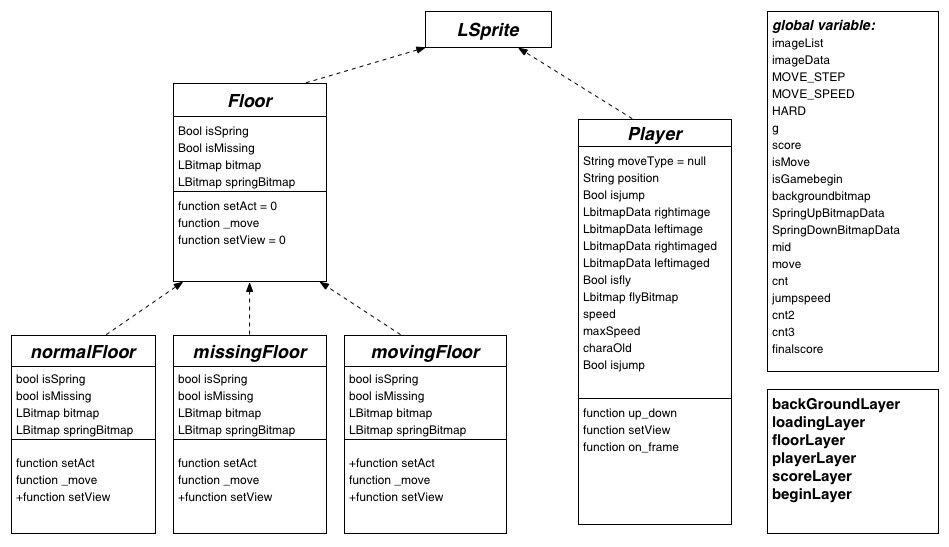 LSprite
Floor
Bool isSpring
Bool isMissing
LBitmap bitmap
LBitmap springBitmap
function setAct = 0
function _move
function setView = 0
Player
String moveType = null
String position
Bool isjump
LbitmapData rightimage
LbitmapData leftimage
LbitmapData rightimaged
LbitmapData leftimaged
Bool isfly
Lbitmap flyBitmap
speed
maxSpeed
charaOld
Bool isjump
function up_down
function setView
function on_frame
normalFloor
bool isSpring
bool isMissing
LBitmap bitmap
LBitmap springBitmap
function setAct
function _move
+function setView
missingFloor
bool isSpring
bool isMissing
LBitmap bitmap
LBitmap springBitmap
function setAct
function _move
+function setView
movingFloor
bool isSpring
bool isMissing
LBitmap bitmap
LBitmap springBitmap
+function setAct
function _move
+function setView
global variable:
imageList
imageData
MOVE_STEP
MOVE_SPEED
HARD
g
score
isMove
isGamebegin
backgroundbitmap
SpringUpBitmapData
SpringDownBitmapData
mid
move
cnt
jumpspeed
cnt2
cnt3
finalscore
backGroundLayer
loadingLayer
floorLayer
playerLayer
scoreLayer
beginLayer